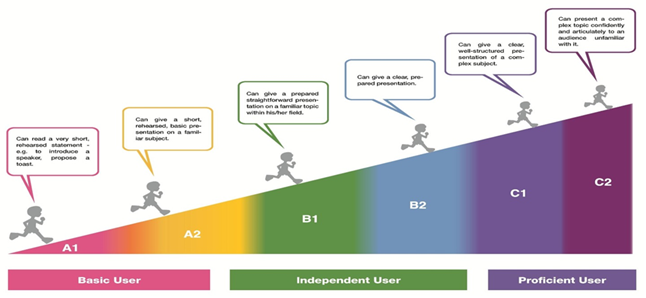 Can read a very short,
rehearsed statement -
e.g. to introduce a
speaker, propose a
toast.
Can give a short,
rehearsed, basic pre-
sentation on a famil-
iar subject.
Can give a prepared
straightforward presen-
tation on a familiar topic
within his/her field.
Can give a clear, pre-
pared presentation.
Can give a clear,
well-structured pre-
sentation of a com-
plex subject.
Can present a com-
plex topic confidently
and articulately to an
audience unfamiliar
with it.
A1
A2
B1
B2
C1
C2
Basic User
Independent User
Proficient User